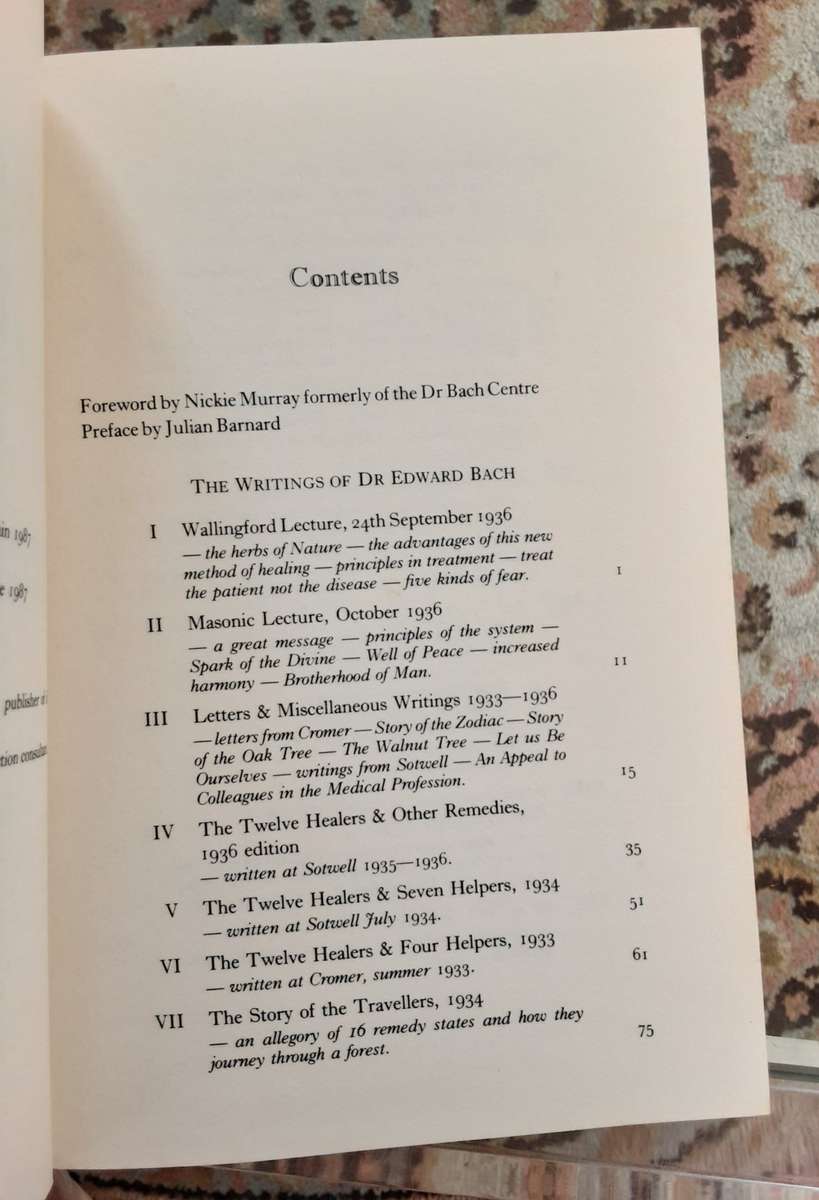 Contents
Foreword by Nickie Murray formerly of the Dr Bach Centre
Preface by Julian Barnard
THE WRITINGS OF DR EDWARD BACH
I Wallingford Lecture, 24th September 1936
— the herbs of Nature — the advantages of this new
method of healing — principles in treatment — treat
the patient not the disease — five kinds of fear. 1
II Masonic Lecture, October 1936
— a great message — principles of the system —
Spark of the Divine — Well of Peace — increased
harmony — Brotherhood of Man. 11
III Letters & Miscellaneous Writings 1933—1936
— letters from Cromer — Story of the Zodiac — Story
of the Oak Tree — The Walnut Tree — Let us Be
Ourselves — writings from Sotwell — An Appeal to
Colleagues in the Medical Profession. 15
IV The Twelve Healers & Other Remedies,
1936 edition 35
— written at Sotwell 1935—1936.
V The Twelve Healers & Seven Helpers, 1934
— written at Sotwell July 1934. 51
VI The Twelve Healers & Four Helpers, 1933
— written at Cromer, summer 1933. 61
VII The Story of the Travellers, 1934
— an allegory of 16 remedy states and how they
journey through a forest. 75
1987
1987
publisher